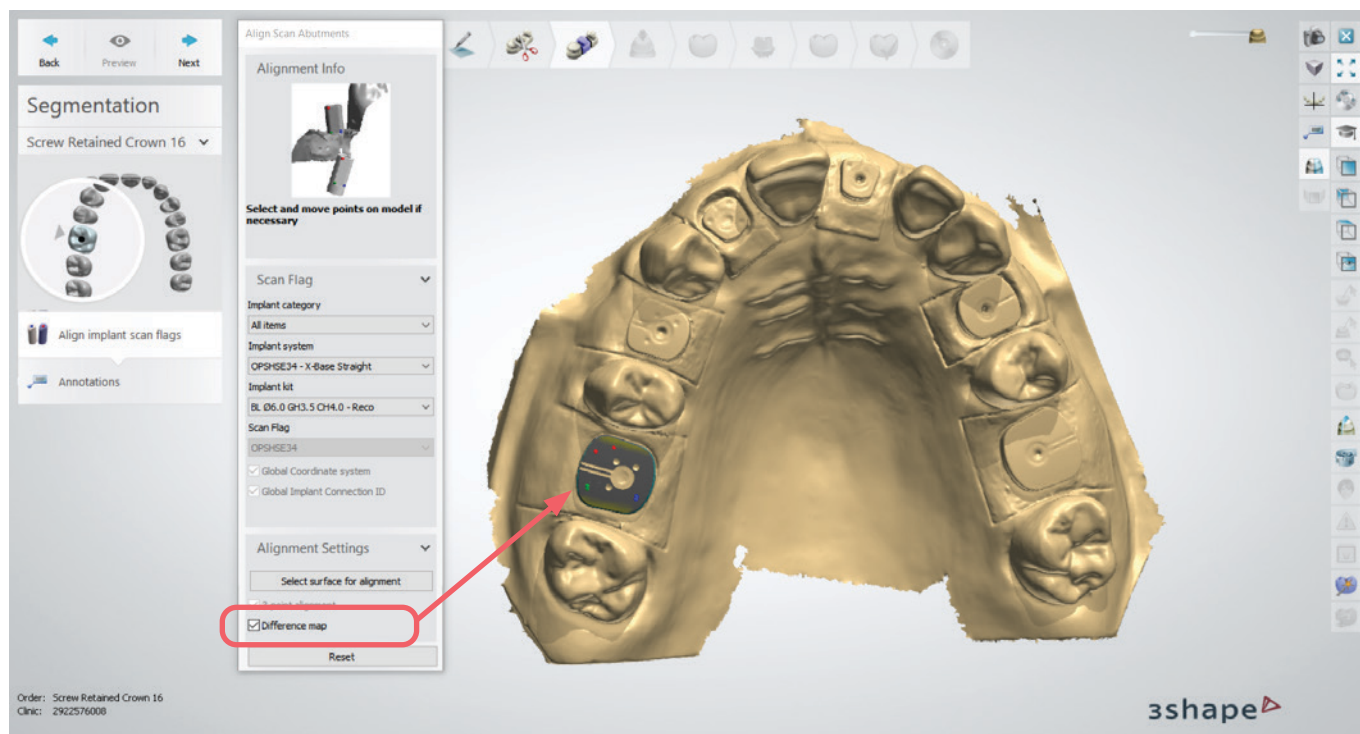 Back
Preview
Next
Segmentation
Screw Retained Crown 16
Align implant scan flags
Annotations
Align Scan Abutments
Alignment Info
Select and move points on model if
necessary
Scan Flag
Implant category
All items
Implant system
OPSHSE34 - X-Base Straight
Implant kit
BL Ø6.0 GH3.5 CH4.0 - Reco
Scan Flag
OPSHSE34
Global Coordinate system
Global Implant Connection ID
Alignment Settings
Select surface for alignment
3 point alignment
Difference map
Reset
Order: Screw Retained Crown 16
Clinic: 2922576008
3shape